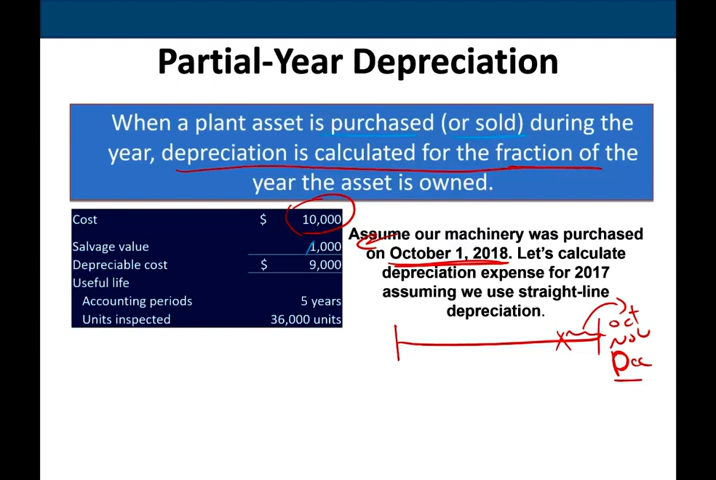 Partial-Year Depreciation
When a plant asset is purchased (or sold) during the
year, depreciation is calculated for the fraction of the
year the asset is owned.
Cost $ 10,000
Salvage value 1,000
Depreciable cost $ 9,000
Useful life
Accounting periods 5 years
Units inspected 36,000 units
Assume our machinery was purchased
on October 1, 2018. Let’s calculate
depreciation expense for 2017
assuming we use straight-line
depreciation.
Oct
Nov
Dec